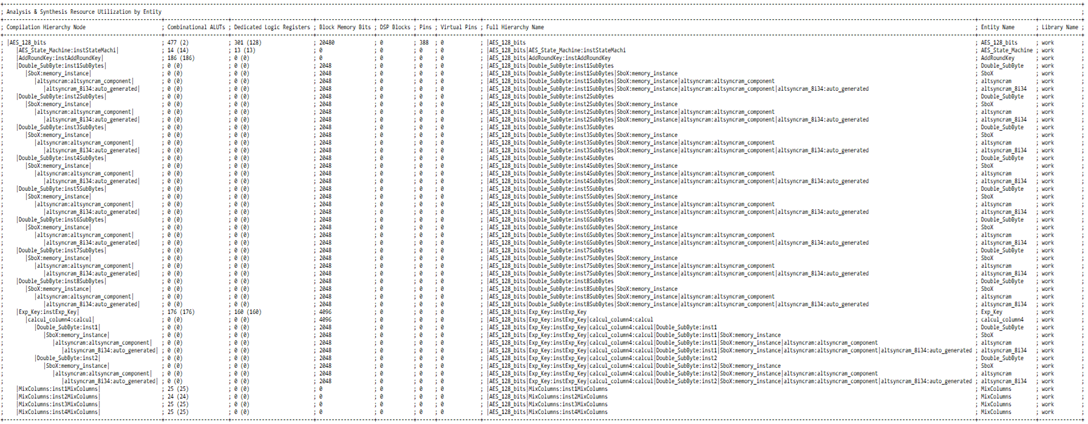 ; Analysis & Synthesis Resource Utilization by Entity ;
; Compilation Hierarchy Node ; Combinational ALUTs ; Dedicated Logic Registers ; Block Memory Bits ; DSP Blocks ; Pins ; Virtual Pins ; Full Hierarchy Name ; Entity Name ; Library Name ;
; |AES_128_bits ; 477 (2) ; 301 (128) ; 20480 ; 0 ; 388 ; 0 ; |AES_128_bits ; AES_128_bits ; work ;
; |AES_State_Machine:instStateMachi| ; 14 (14) ; 13 (13) ; 0 ; 0 ; 0 ; 0 ; |AES_128_bits|AES_State_Machine:instStateMachi ; AES_State_Machine ; work ;
; |AddRoundKey:instAddRoundKey| ; 186 (186) ; 0 (0) ; 0 ; 0 ; 0 ; 0 ; |AES_128_bits|AddRoundKey:instAddRoundKey ; AddRoundKey ; work ;
; |Double_SubByte:inst1SubBytes| ; 0 (0) ; 0 (0) ; 2048 ; 0 ; 0 ; 0 ; |AES_128_bits|Double_SubByte:inst1SubBytes ; Double_SubByte ; work ;
; |SboX:memory_instance| ; 0 (0) ; 0 (0) ; 2048 ; 0 ; 0 ; 0 ; |AES_128_bits|Double_SubByte:inst1SubBytes|SboX:memory_instance ; SboX ; work ;
; |altsyncram:altsyncram_component| ; 0 (0) ; 0 (0) ; 2048 ; 0 ; 0 ; 0 ; |AES_128_bits|Double_SubByte:inst1SubBytes|SboX:memory_instance|altsyncram:altsyncram_component ; altsyncram ; work ;
; |altsyncram_8i34:auto_generated| ; 0 (0) ; 0 (0) ; 2048 ; 0 ; 0 ; 0 ; |AES_128_bits|Double_SubByte:inst1SubBytes|SboX:memory_instance|altsyncram:altsyncram_component|altsyncram_8i34:auto_generated ; altsyncram_8i34 ; work ;
; |Double_SubByte:inst2SubBytes| ; 0 (0) ; 0 (0) ; 2048 ; 0 ; 0 ; 0 ; |AES_128_bits|Double_SubByte:inst2SubBytes ; Double_SubByte ; work ;
; |SboX:memory_instance| ; 0 (0) ; 0 (0) ; 2048 ; 0 ; 0 ; 0 ; |AES_128_bits|Double_SubByte:inst2SubBytes|SboX:memory_instance ; SboX ; work ;
; |altsyncram:altsyncram_component| ; 0 (0) ; 0 (0) ; 2048 ; 0 ; 0 ; 0 ; |AES_128_bits|Double_SubByte:inst2SubBytes|SboX:memory_instance|altsyncram:altsyncram_component ; altsyncram ; work ;
; |altsyncram_8i34:auto_generated| ; 0 (0) ; 0 (0) ; 2048 ; 0 ; 0 ; 0 ; |AES_128_bits|Double_SubByte:inst2SubBytes|SboX:memory_instance|altsyncram:altsyncram_component|altsyncram_8i34:auto_generated ; altsyncram_8i34 ; work ;
; |Double_SubByte:inst3SubBytes| ; 0 (0) ; 0 (0) ; 2048 ; 0 ; 0 ; 0 ; |AES_128_bits|Double_SubByte:inst3SubBytes ; Double_SubByte ; work ;
; |SboX:memory_instance| ; 0 (0) ; 0 (0) ; 2048 ; 0 ; 0 ; 0 ; |AES_128_bits|Double_SubByte:inst3SubBytes|SboX:memory_instance ; SboX ; work ;
; |altsyncram:altsyncram_component| ; 0 (0) ; 0 (0) ; 2048 ; 0 ; 0 ; 0 ; |AES_128_bits|Double_SubByte:inst3SubBytes|SboX:memory_instance|altsyncram:altsyncram_component ; altsyncram ; work ;
; |altsyncram_8i34:auto_generated| ; 0 (0) ; 0 (0) ; 2048 ; 0 ; 0 ; 0 ; |AES_128_bits|Double_SubByte:inst3SubBytes|SboX:memory_instance|altsyncram:altsyncram_component|altsyncram_8i34:auto_generated ; altsyncram_8i34 ; work ;
; |Double_SubByte:inst4SubBytes| ; 0 (0) ; 0 (0) ; 2048 ; 0 ; 0 ; 0 ; |AES_128_bits|Double_SubByte:inst4SubBytes ; Double_SubByte ; work ;
; |SboX:memory_instance| ; 0 (0) ; 0 (0) ; 2048 ; 0 ; 0 ; 0 ; |AES_128_bits|Double_SubByte:inst4SubBytes|SboX:memory_instance ; SboX ; work ;
; |altsyncram:altsyncram_component| ; 0 (0) ; 0 (0) ; 2048 ; 0 ; 0 ; 0 ; |AES_128_bits|Double_SubByte:inst4SubBytes|SboX:memory_instance|altsyncram:altsyncram_component ; altsyncram ; work ;
; |altsyncram_8i34:auto_generated| ; 0 (0) ; 0 (0) ; 2048 ; 0 ; 0 ; 0 ; |AES_128_bits|Double_SubByte:inst4SubBytes|SboX:memory_instance|altsyncram:altsyncram_component|altsyncram_8i34:auto_generated ; altsyncram_8i34 ; work ;
; |Double_SubByte:inst5SubBytes| ; 0 (0) ; 0 (0) ; 2048 ; 0 ; 0 ; 0 ; |AES_128_bits|Double_SubByte:inst5SubBytes ; Double_SubByte ; work ;
; |SboX:memory_instance| ; 0 (0) ; 0 (0) ; 2048 ; 0 ; 0 ; 0 ; |AES_128_bits|Double_SubByte:inst5SubBytes|SboX:memory_instance ; SboX ; work ;
; |altsyncram:altsyncram_component| ; 0 (0) ; 0 (0) ; 2048 ; 0 ; 0 ; 0 ; |AES_128_bits|Double_SubByte:inst5SubBytes|SboX:memory_instance|altsyncram:altsyncram_component ; altsyncram ; work ;
; |altsyncram_8i34:auto_generated| ; 0 (0) ; 0 (0) ; 2048 ; 0 ; 0 ; 0 ; |AES_128_bits|Double_SubByte:inst5SubBytes|SboX:memory_instance|altsyncram:altsyncram_component|altsyncram_8i34:auto_generated ; altsyncram_8i34 ; work ;
; |Double_SubByte:inst6SubBytes| ; 0 (0) ; 0 (0) ; 2048 ; 0 ; 0 ; 0 ; |AES_128_bits|Double_SubByte:inst6SubBytes ; Double_SubByte ; work ;
; |SboX:memory_instance| ; 0 (0) ; 0 (0) ; 2048 ; 0 ; 0 ; 0 ; |AES_128_bits|Double_SubByte:inst6SubBytes|SboX:memory_instance ; SboX ; work ;
; |altsyncram:altsyncram_component| ; 0 (0) ; 0 (0) ; 2048 ; 0 ; 0 ; 0 ; |AES_128_bits|Double_SubByte:inst6SubBytes|SboX:memory_instance|altsyncram:altsyncram_component ; altsyncram ; work ;
; |altsyncram_8i34:auto_generated| ; 0 (0) ; 0 (0) ; 2048 ; 0 ; 0 ; 0 ; |AES_128_bits|Double_SubByte:inst6SubBytes|SboX:memory_instance|altsyncram:altsyncram_component|altsyncram_8i34:auto_generated ; altsyncram_8i34 ; work ;
; |Double_SubByte:inst7SubBytes| ; 0 (0) ; 0 (0) ; 2048 ; 0 ; 0 ; 0 ; |AES_128_bits|Double_SubByte:inst7SubBytes ; Double_SubByte ; work ;
; |SboX:memory_instance| ; 0 (0) ; 0 (0) ; 2048 ; 0 ; 0 ; 0 ; |AES_128_bits|Double_SubByte:inst7SubBytes|SboX:memory_instance ; SboX ; work ;
; |altsyncram:altsyncram_component| ; 0 (0) ; 0 (0) ; 2048 ; 0 ; 0 ; 0 ; |AES_128_bits|Double_SubByte:inst7SubBytes|SboX:memory_instance|altsyncram:altsyncram_component ; altsyncram ; work ;
; |altsyncram_8i34:auto_generated| ; 0 (0) ; 0 (0) ; 2048 ; 0 ; 0 ; 0 ; |AES_128_bits|Double_SubByte:inst7SubBytes|SboX:memory_instance|altsyncram:altsyncram_component|altsyncram_8i34:auto_generated ; altsyncram_8i34 ; work ;
; |Double_SubByte:inst8SubBytes| ; 0 (0) ; 0 (0) ; 2048 ; 0 ; 0 ; 0 ; |AES_128_bits|Double_SubByte:inst8SubBytes ; Double_SubByte ; work ;
; |SboX:memory_instance| ; 0 (0) ; 0 (0) ; 2048 ; 0 ; 0 ; 0 ; |AES_128_bits|Double_SubByte:inst8SubBytes|SboX:memory_instance ; SboX ; work ;
; |altsyncram:altsyncram_component| ; 0 (0) ; 0 (0) ; 2048 ; 0 ; 0 ; 0 ; |AES_128_bits|Double_SubByte:inst8SubBytes|SboX:memory_instance|altsyncram:altsyncram_component ; altsyncram ; work ;
; |altsyncram_8i34:auto_generated| ; 0 (0) ; 0 (0) ; 2048 ; 0 ; 0 ; 0 ; |AES_128_bits|Double_SubByte:inst8SubBytes|SboX:memory_instance|altsyncram:altsyncram_component|altsyncram_8i34:auto_generated ; altsyncram_8i34 ; work ;
; |Exp_Key:instExp_Key| ; 176 (176) ; 160 (160) ; 4096 ; 0 ; 0 ; 0 ; |AES_128_bits|Exp_Key:instExp_Key ; Exp_Key ; work ;
; |calcul_column4:calcul| ; 0 (0) ; 0 (0) ; 4096 ; 0 ; 0 ; 0 ; |AES_128_bits|Exp_Key:instExp_Key|calcul_column4:calcul ; calcul_column4 ; work ;
; |Double_SubByte:inst1| ; 0 (0) ; 0 (0) ; 2048 ; 0 ; 0 ; 0 ; |AES_128_bits|Exp_Key:instExp_Key|calcul_column4:calcul|Double_SubByte:inst1 ; Double_SubByte ; work ;
; |SboX:memory_instance| ; 0 (0) ; 0 (0) ; 2048 ; 0 ; 0 ; 0 ; |AES_128_bits|Exp_Key:instExp_Key|calcul_column4:calcul|Double_SubByte:inst1|SboX:memory_instance ; SboX ; work ;
; |altsyncram:altsyncram_component| ; 0 (0) ; 0 (0) ; 2048 ; 0 ; 0 ; 0 ; |AES_128_bits|Exp_Key:instExp_Key|calcul_column4:calcul|Double_SubByte:inst1|SboX:memory_instance|altsyncram:altsyncram_component ; altsyncram ; work ;
; |altsyncram_8i34:auto_generated| ; 0 (0) ; 0 (0) ; 2048 ; 0 ; 0 ; 0 ; |AES_128_bits|Exp_Key:instExp_Key|calcul_column4:calcul|Double_SubByte:inst1|SboX:memory_instance|altsyncram:altsyncram_component|altsyncram_8i34:auto_generated ; altsyncram_8i34 ; work ;
; |Double_SubByte:inst2| ; 0 (0) ; 0 (0) ; 2048 ; 0 ; 0 ; 0 ; |AES_128_bits|Exp_Key:instExp_Key|calcul_column4:calcul|Double_SubByte:inst2 ; Double_SubByte ; work ;
; |SboX:memory_instance| ; 0 (0) ; 0 (0) ; 2048 ; 0 ; 0 ; 0 ; |AES_128_bits|Exp_Key:instExp_Key|calcul_column4:calcul|Double_SubByte:inst2|SboX:memory_instance ; SboX ; work ;
; |altsyncram:altsyncram_component| ; 0 (0) ; 0 (0) ; 2048 ; 0 ; 0 ; 0 ; |AES_128_bits|Exp_Key:instExp_Key|calcul_column4:calcul|Double_SubByte:inst2|SboX:memory_instance|altsyncram:altsyncram_component ; altsyncram ; work ;
; |altsyncram_8i34:auto_generated| ; 0 (0) ; 0 (0) ; 2048 ; 0 ; 0 ; 0 ; |AES_128_bits|Exp_Key:instExp_Key|calcul_column4:calcul|Double_SubByte:inst2|SboX:memory_instance|altsyncram:altsyncram_component|altsyncram_8i34:auto_generated ; altsyncram_8i34 ; work ;
; |MixColumns:inst1MixColumns| ; 25 (25) ; 0 (0) ; 0 ; 0 ; 0 ; 0 ; |AES_128_bits|MixColumns:inst1MixColumns ; MixColumns ; work ;
; |MixColumns:inst2MixColumns| ; 24 (24) ; 0 (0) ; 0 ; 0 ; 0 ; 0 ; |AES_128_bits|MixColumns:inst2MixColumns ; MixColumns ; work ;
; |MixColumns:inst3MixColumns| ; 25 (25) ; 0 (0) ; 0 ; 0 ; 0 ; 0 ; |AES_128_bits|MixColumns:inst3MixColumns ; MixColumns ; work ;
; |MixColumns:inst4MixColumns| ; 25 (25) ; 0 (0) ; 0 ; 0 ; 0 ; 0 ; |AES_128_bits|MixColumns:inst4MixColumns ; MixColumns ; work ;